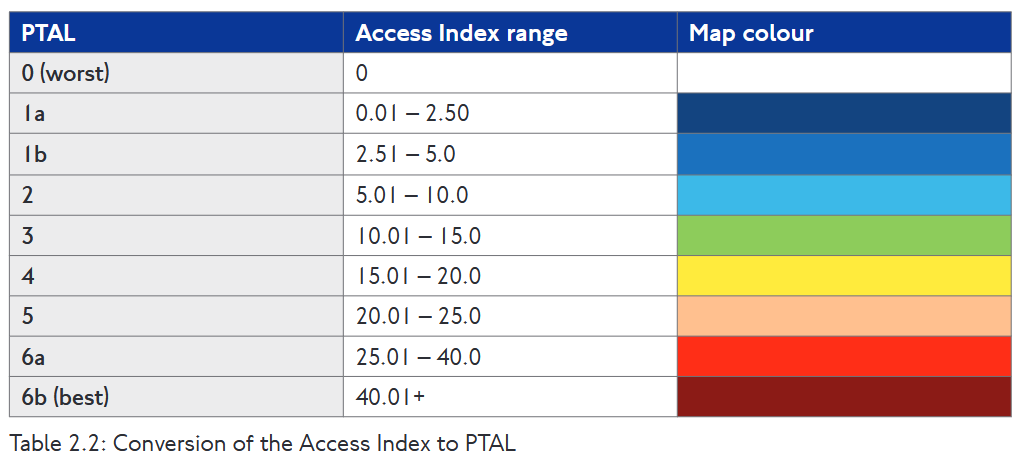 PTAL Access Index range Map colour
0 (worst) 0
1a 0.01 – 2.50
1b 2.51 – 5.0
2 5.01 – 10.0
3 10.01 – 15.0
4 15.01 – 20.0
5 20.01 – 25.0
6a 25.01 – 40.0
6b (best) 40.01+
Table 2.2: Conversion of the Access Index to PTAL